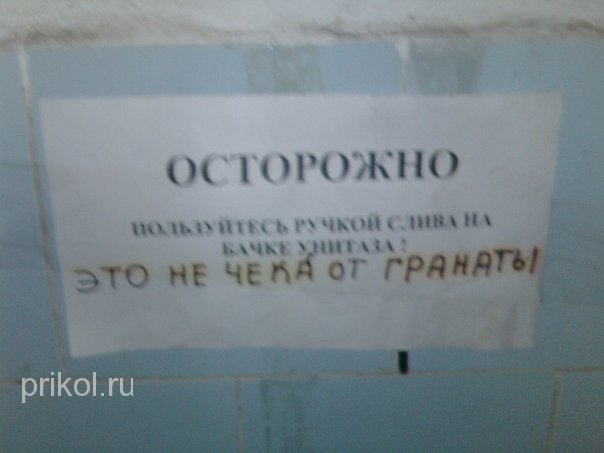 ОСТОРОЖНО
ПОЛЬЗУЙТЕСЬ РУЧКОЙ СЛИВА НА
БАЧКЕ УНИТАЗА !
ЭТО НЕ ЧЕКА ОТ ГРАНАТЫ
prikol.ru